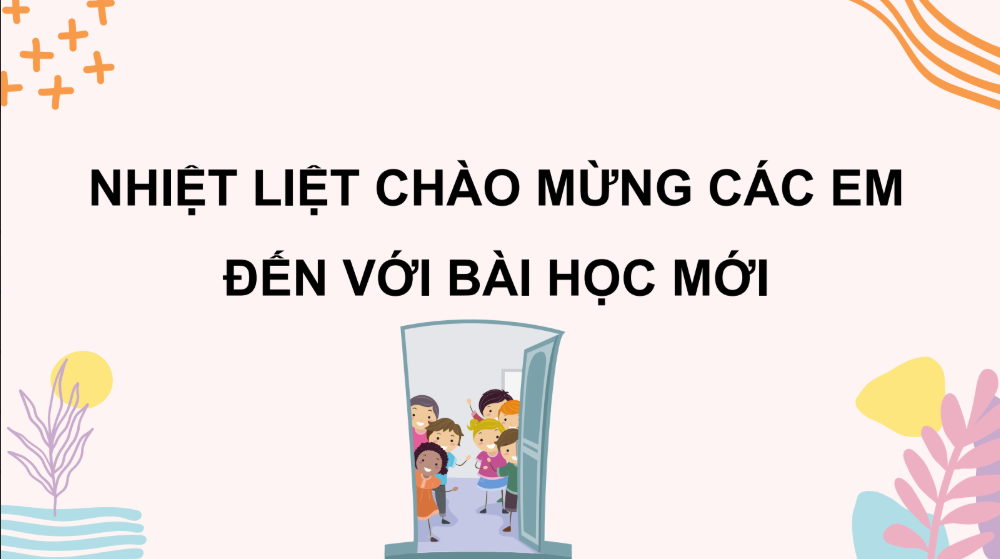 NHIỆT LIỆT CHÀO MỪNG CÁC EM
ĐẾN VỚI BÀI HỌC MỚI